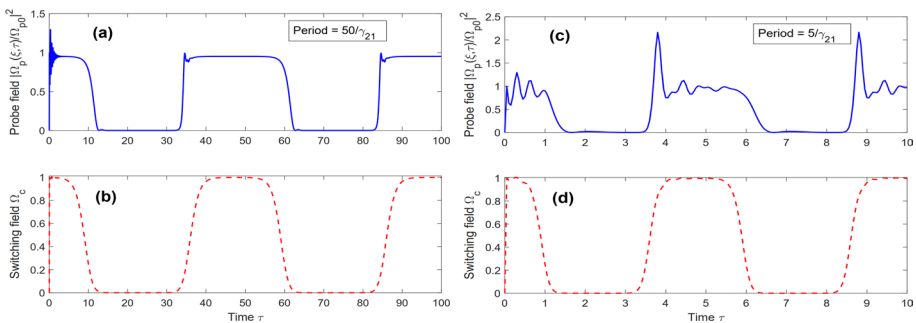 (a)
Period = 50/γ21
Probe field |Ωp(ξ,τ)/Ωp0|2
1.5
1
0.5
0
0 10 20 30 40 50 60 70 80 90 100
(b)
Switching field Ωc
1
0.8
0.6
0.4
0.2
0
0 10 20 30 40 50 60 70 80 90 100
Time τ
(c)
Period = 5/γ21
Probe field |Ωp(ξ,τ)/Ωp0|2
2.5
2
1.5
1
0.5
0
0 1 2 3 4 5 6 7 8 9 10
(d)
Switching field Ωc
1
0.8
0.6
0.4
0.2
0
0 1 2 3 4 5 6 7 8 9 10
Time τ